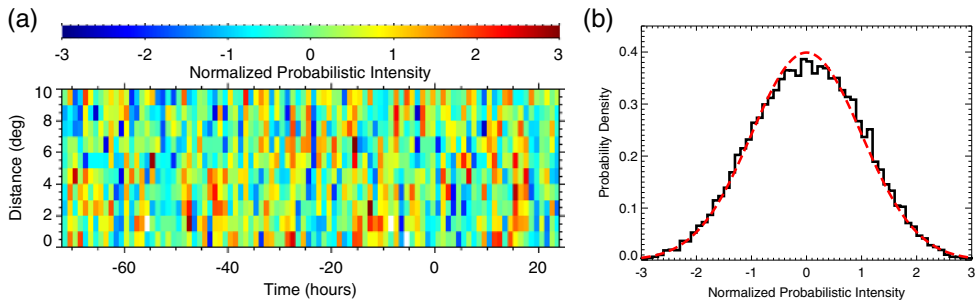 (a)
-3 -2 -1 0 1 2 3
Normalized Probabilistic Intensity
10
8
6
4
2
0
Distance (deg)
-60 -40 -20 0 20
Time (hours)
(b)
0.4
0.3
0.2
0.1
0.0
Probability Density
-3 -2 -1 0 1 2 3
Normalized Probabilistic Intensity